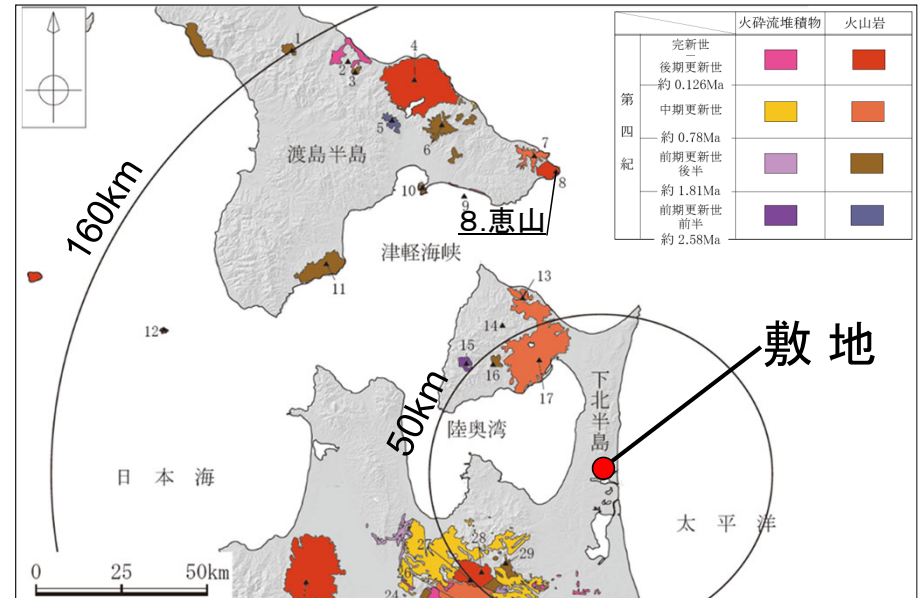 火砕流堆積物 火山岩
第四紀
完新世
―
後期更新世
約 0.126Ma
中期更新世
約 0.78Ma
前期更新世
後半
約 1.81Ma
前期更新世
前半
約 2.58Ma
1
2
3
4
5
6
7
8
渡島半島
160km
10
9
8.恵山
津軽海峡
11
12
13
14
15
16
17
敷 地
50km
下北半島
陸奥湾
日 本 海
太 平 洋
27
28
29
26
24
0 25 50km